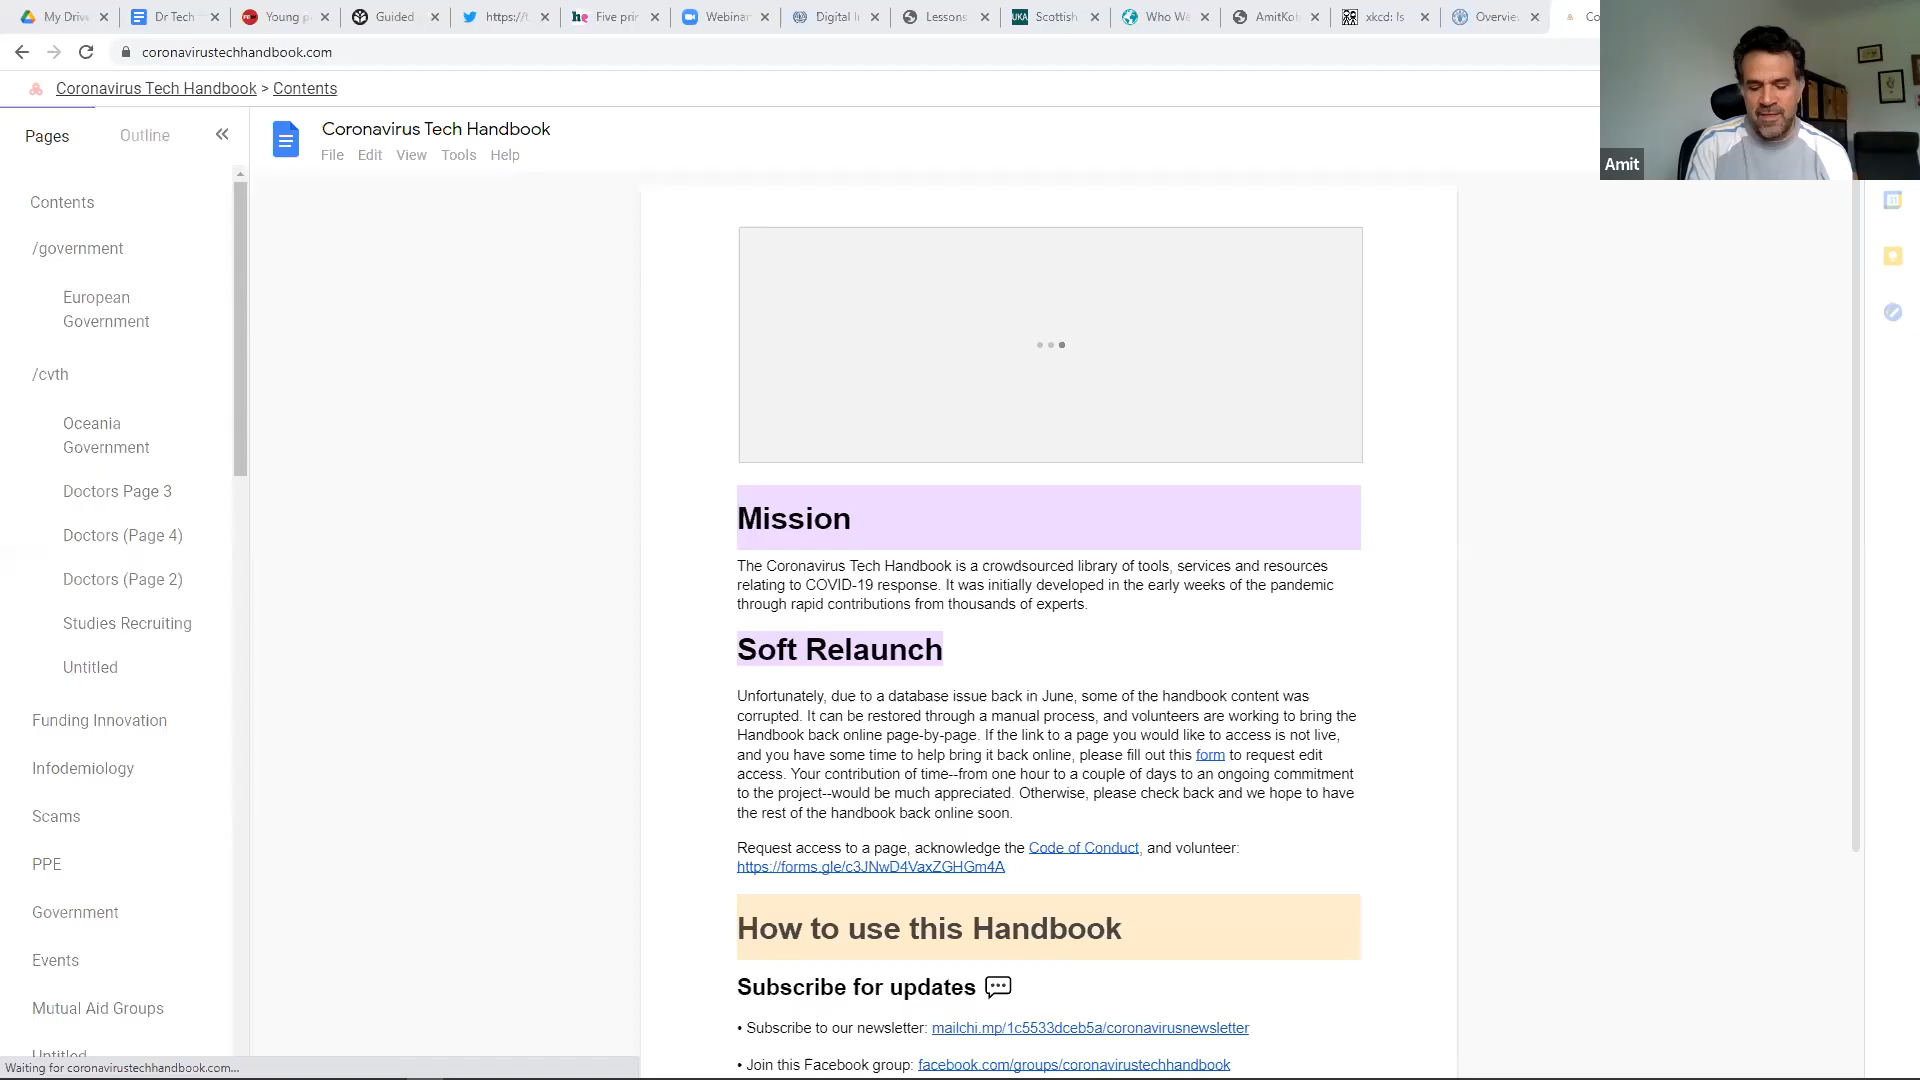 My Drive
Dr Tech
Young p
Guided
https://t
Five prin
Webinar
Digital I
Lessons
UKA Scottish
Who We
AmitKob
xkcd: Is
Overvie
Co
coronavirustechhandbook.com
Coronavirus Tech Handbook > Contents
Pages
Outline
Coronavirus Tech Handbook
File Edit View Tools Help
Amit
Contents
/government
European
Government
/cvth
Oceania
Government
Doctors Page 3
Doctors (Page 4)
Doctors (Page 2)
Studies Recruiting
Untitled
Funding Innovation
Infodemiology
Scams
PPE
Government
Events
Mutual Aid Groups
Untitled
Mission
The Coronavirus Tech Handbook is a crowdsourced library of tools, services and resources
relating to COVID-19 response. It was initially developed in the early weeks of the pandemic
through rapid contributions from thousands of experts.
Soft Relaunch
Unfortunately, due to a database issue back in June, some of the handbook content was
corrupted. It can be restored through a manual process, and volunteers are working to bring the
Handbook back online page-by-page. If the link to a page you would like to access is not live,
and you have some time to help bring it back online, please fill out this form to request edit
access. Your contribution of time--from one hour to a couple of days to an ongoing commitment
to the project--would be much appreciated. Otherwise, please check back and we hope to have
the rest of the handbook back online soon.
Request access to a page, acknowledge the Code of Conduct, and volunteer:
https://forms.gle/c3JNwD4VaxZGHGm4A
How to use this Handbook
Subscribe for updates
• Subscribe to our newsletter: mailchi.mp/1c5533dceb5a/coronavirusnewsletter
• Join this Facebook group: facebook.com/groups/coronavirustechhandbook
Waiting for coronavirustechhandbook.com...